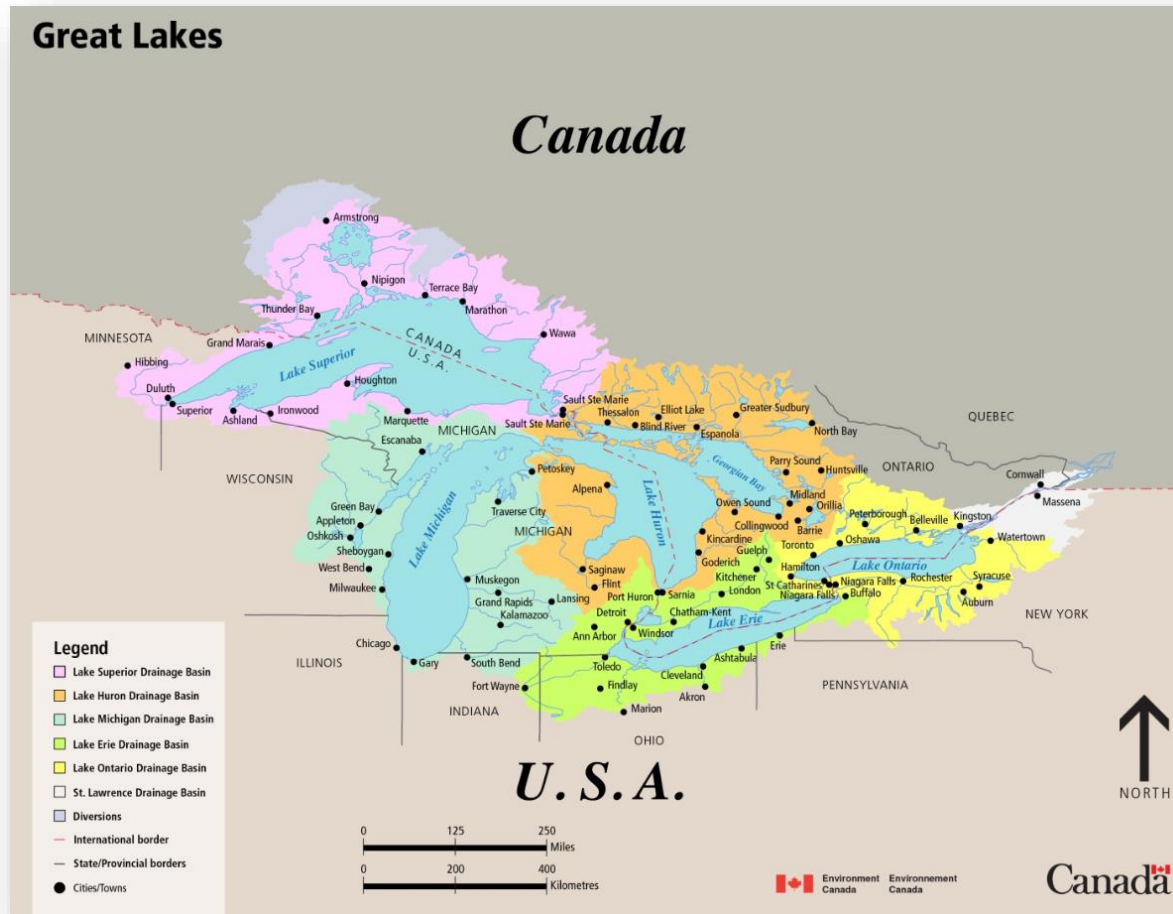 Great Lakes
Canada
Armstrong
Nipigon
Terrace Bay
Marathon
Thunder Bay
Wawa
MINNESOTA
Grand Marais
CANADA
U.S.A.
Hibbing
Lake Superior
Duluth
Superior
Houghton
Ashland
Ironwood
Marquette
Sault Ste Marie
Sault Ste Marie
Thessalon
Elliot Lake
Blind River
Greater Sudbury
Espanola
North Bay
QUEBEC
MICHIGAN
Escanaba
WISCONSIN
Petoskey
Georgian Bay
Parry Sound
Huntsville
ONTARIO
Cornwall
Massena
Alpena
Lake Huron
Lake Michigan
Traverse City
MICHIGAN
Owen Sound
Midland
Orillia
Collingwood
Barrie
Peterborough
Belleville
Kingston
Watertown
Green Bay
Appleton
Oshkosh
Sheboygan
West Bend
Milwaukee
Kincardine
Goderich
Guelph
Kitchener
Toronto
Oshawa
Hamilton
Lake Ontario
St Catharines
Niagara Falls
Niagara Falls
Rochester
Syracuse
Auburn
Buffalo
NEW YORK
Saginaw
Flint
Port Huron
Sarnia
London
Muskegon
Grand Rapids
Lansing
Kalamazoo
Detroit
Chatham-Kent
Ann Arbor
Windsor
Lake Erie
Chicago
Gary
South Bend
ILLINOIS
Toledo
Erie
Ashtabula
Cleveland
Akron
Fort Wayne
Findlay
Marion
PENNSYLVANIA
INDIANA
OHIO
U. S. A.
NORTH
Legend
Lake Superior Drainage Basin
Lake Huron Drainage Basin
Lake Michigan Drainage Basin
Lake Erie Drainage Basin
Lake Ontario Drainage Basin
St. Lawrence Drainage Basin
Diversions
International border
State/Provincial borders
Cities/Towns
0 125 250
Miles
0 200 400
Kilometres
Environment Environnement
Canada Canada
Canada